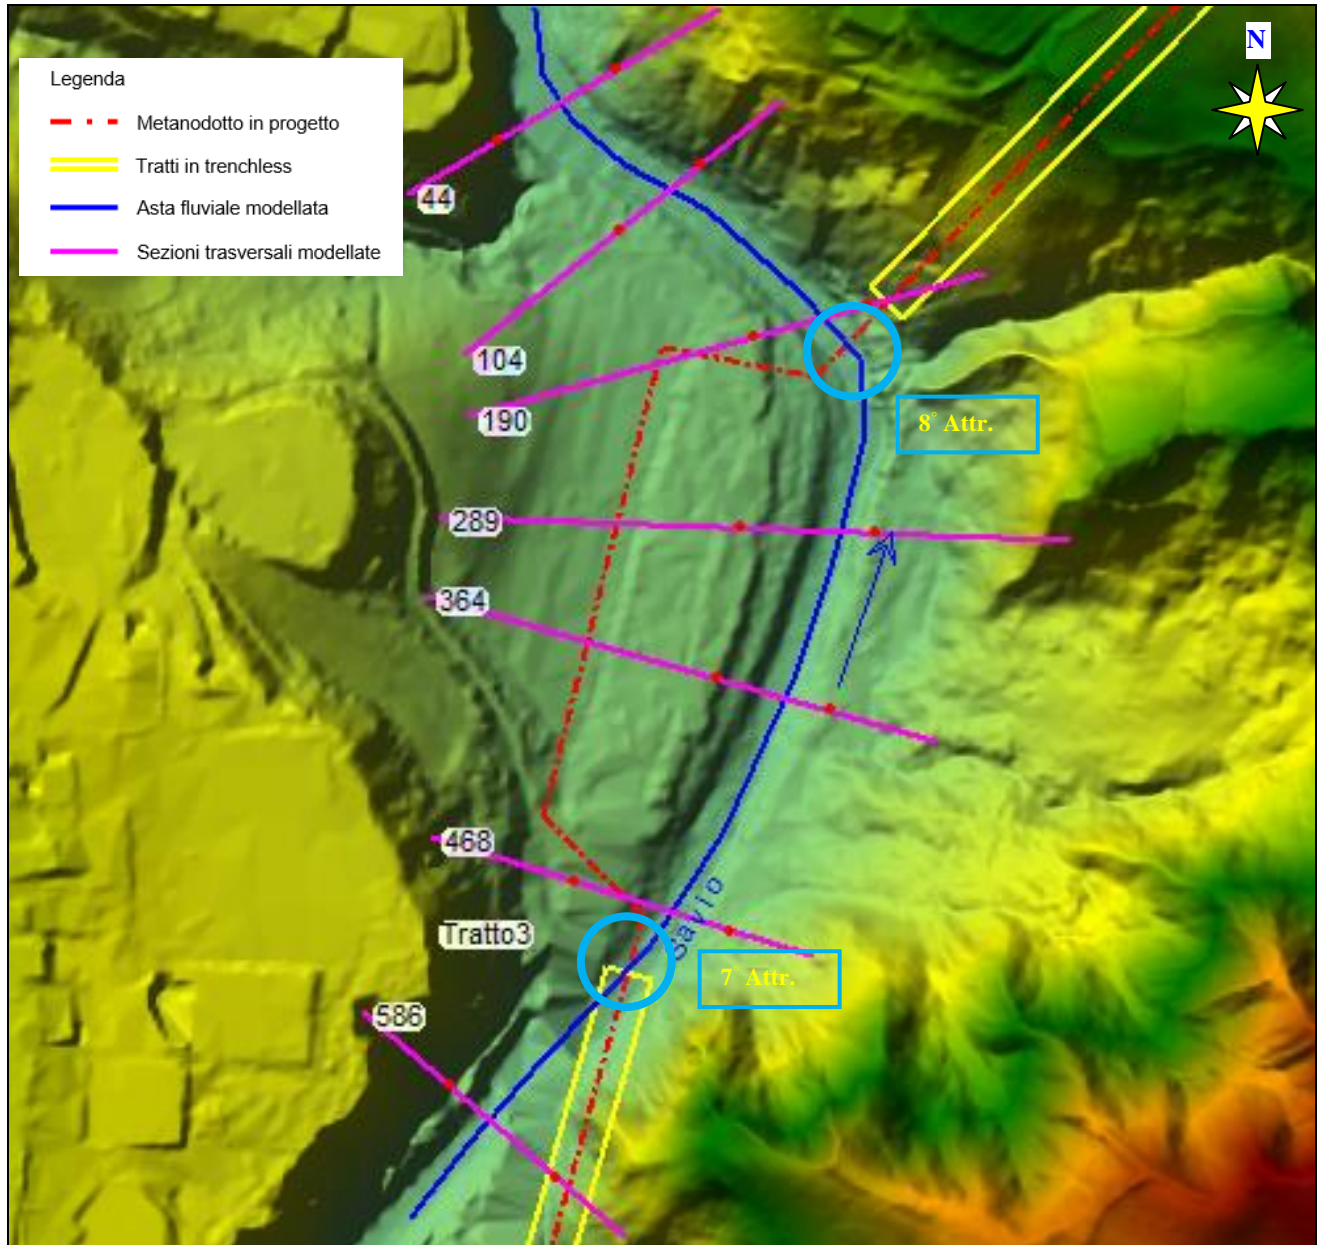 N
Legenda
Metanodotto in progetto
Tratti in trenchless
Asta fluviale modellata
Sezioni trasversali modellate
44
104
190
8° Attr.
289
364
468
Savio
Tratto3
7° Attr.
586